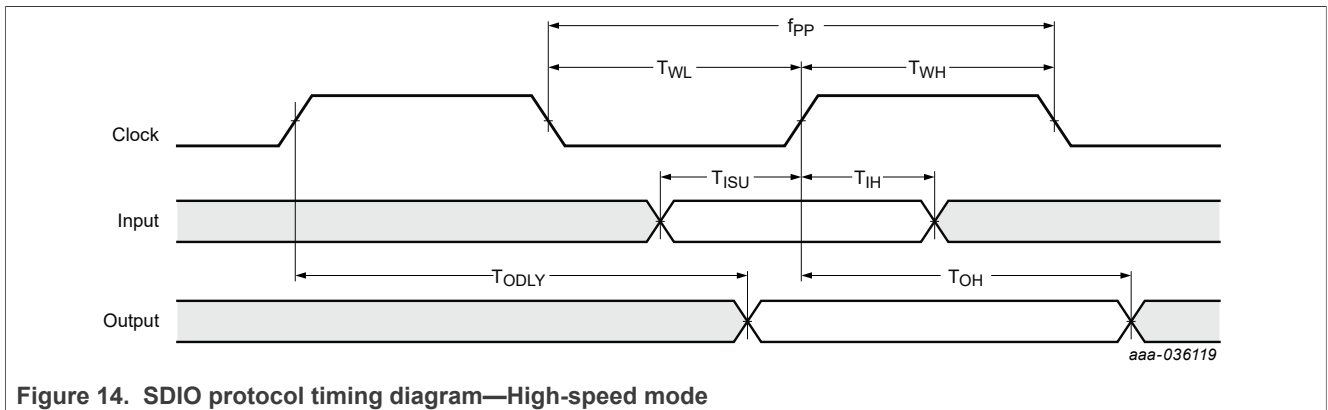 fPP
TWL TWH
Clock
TISU TIH
Input
TODLY TOH
Output
aaa-036119
Figure 14. SDIO protocol timing diagram—High-speed mode